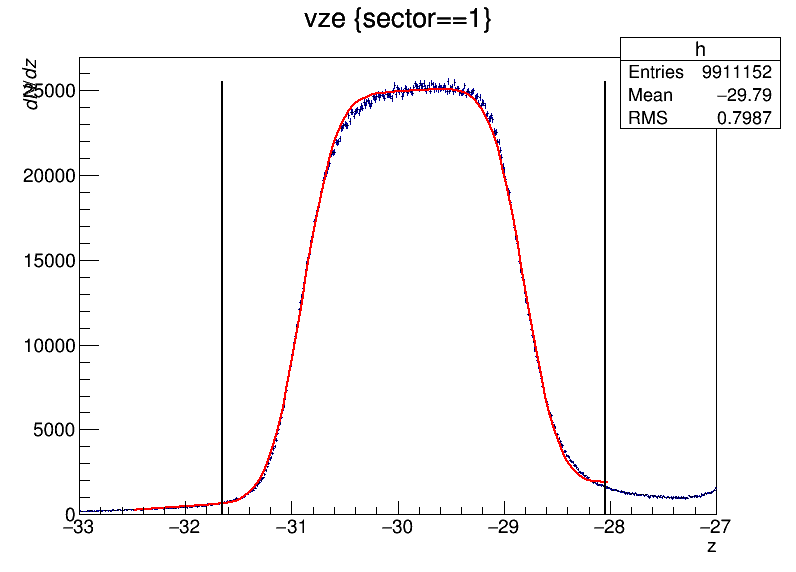 vze {sector==1}
h
Entries 9911152
Mean −29.79
RMS 0.7987
dN/dz
25000
20000
15000
10000
5000
0
−33 −32 −31 −30 −29 −28 −27
z